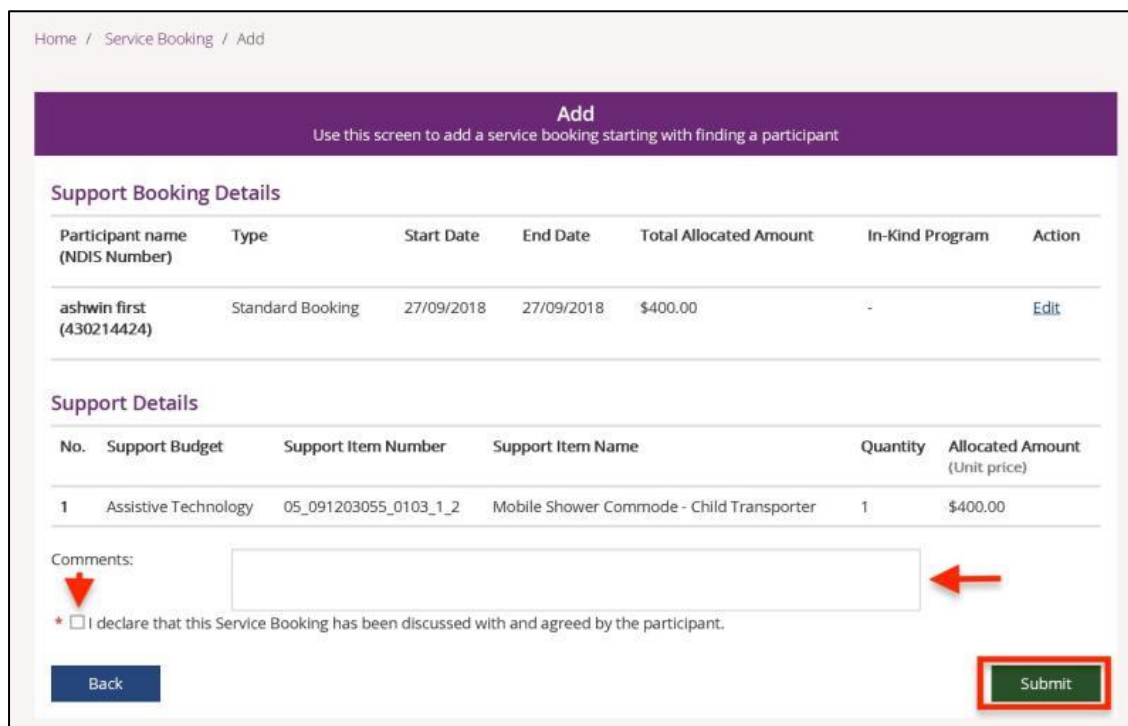 Home / Service Booking / Add
Add
Use this screen to add a service booking starting with finding a participant
Support Booking Details
Participant name (NDIS Number) Type Start Date End Date Total Allocated Amount In-Kind Program Action
ashwin first (430214424) Standard Booking 27/09/2018 27/09/2018 $400.00 - Edit
Support Details
No. Support Budget Support Item Number Support Item Name Quantity Allocated Amount (Unit price)
1 Assistive Technology 05_091203055_0103_1_2 Mobile Shower Commode - Child Transporter 1 $400.00
Comments:
* I declare that this Service Booking has been discussed with and agreed by the participant.
Back Submit